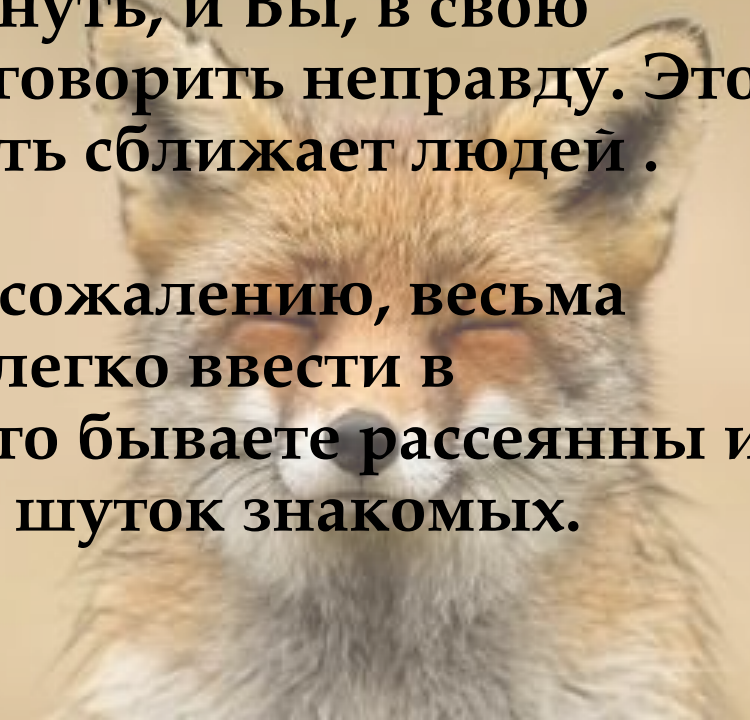 нуть, и Вы, в свою
говорить неправду. Это
ть сближает людей .
сожалению, весьма
легко ввести в
то бываете рассеянны и
шуток знакомых.